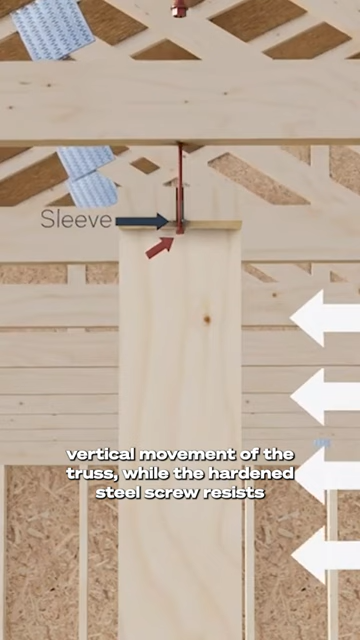 Sleeve
vertical movement of the
truss, while the hardened
steel screw resists